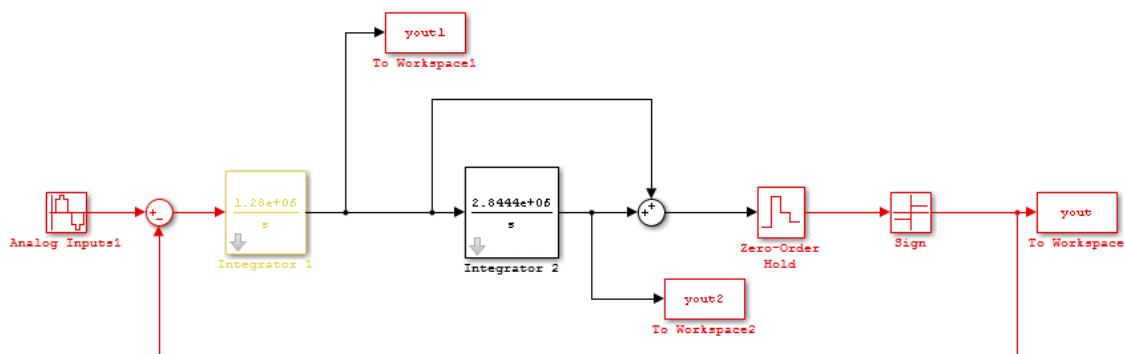 yout1
To Workspace1
1.28e+06
s
2.8444e+06
s
+
−
+
+
Analog Inputs1
Integrator 1
Integrator 2
Zero-Order
Hold
Sign
yout
To Workspace
yout2
To Workspace2